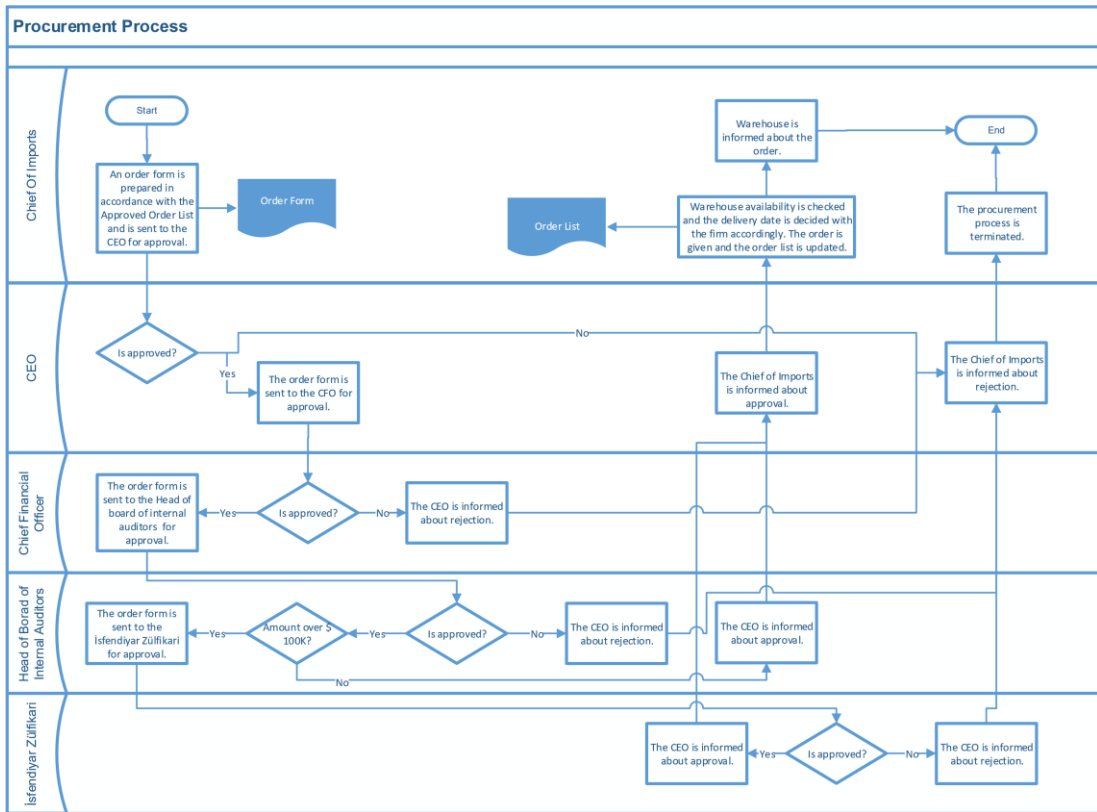 Procurement Process
Chief Of Imports
Start
An order form is
prepared in
accordance with the
Approved Order List
and is sent to the
CEO for approval.
Order Form
Order List
Warehouse is
informed about the
order.
Warehouse availability is checked
and the delivery date is decided with
the firm accordingly. The order is
given and the order list is updated.
End
The procurement
process is
terminated.
CEO
Is approved?
No
Yes
The order form is
sent to the CFO for
approval.
The Chief of Imports
is informed about
approval.
The Chief of Imports
is informed about
rejection.
Chief Financial
Officer
The order form is
sent to the Head of
board of internal
auditors for
approval.
Yes
Is approved?
No
The CEO is informed
about rejection.
Head of Borad of
Internal Auditors
The order form is
sent to the
İsfendiyar Zülfikari
for approval.
Yes
Amount over $
100K?
Yes
Is approved?
No
The CEO is informed
about rejection.
The CEO is informed
about approval.
No
İsfendiyar Zülfikari
The CEO is informed
about approval.
Yes
Is approved?
No
The CEO is informed
about rejection.